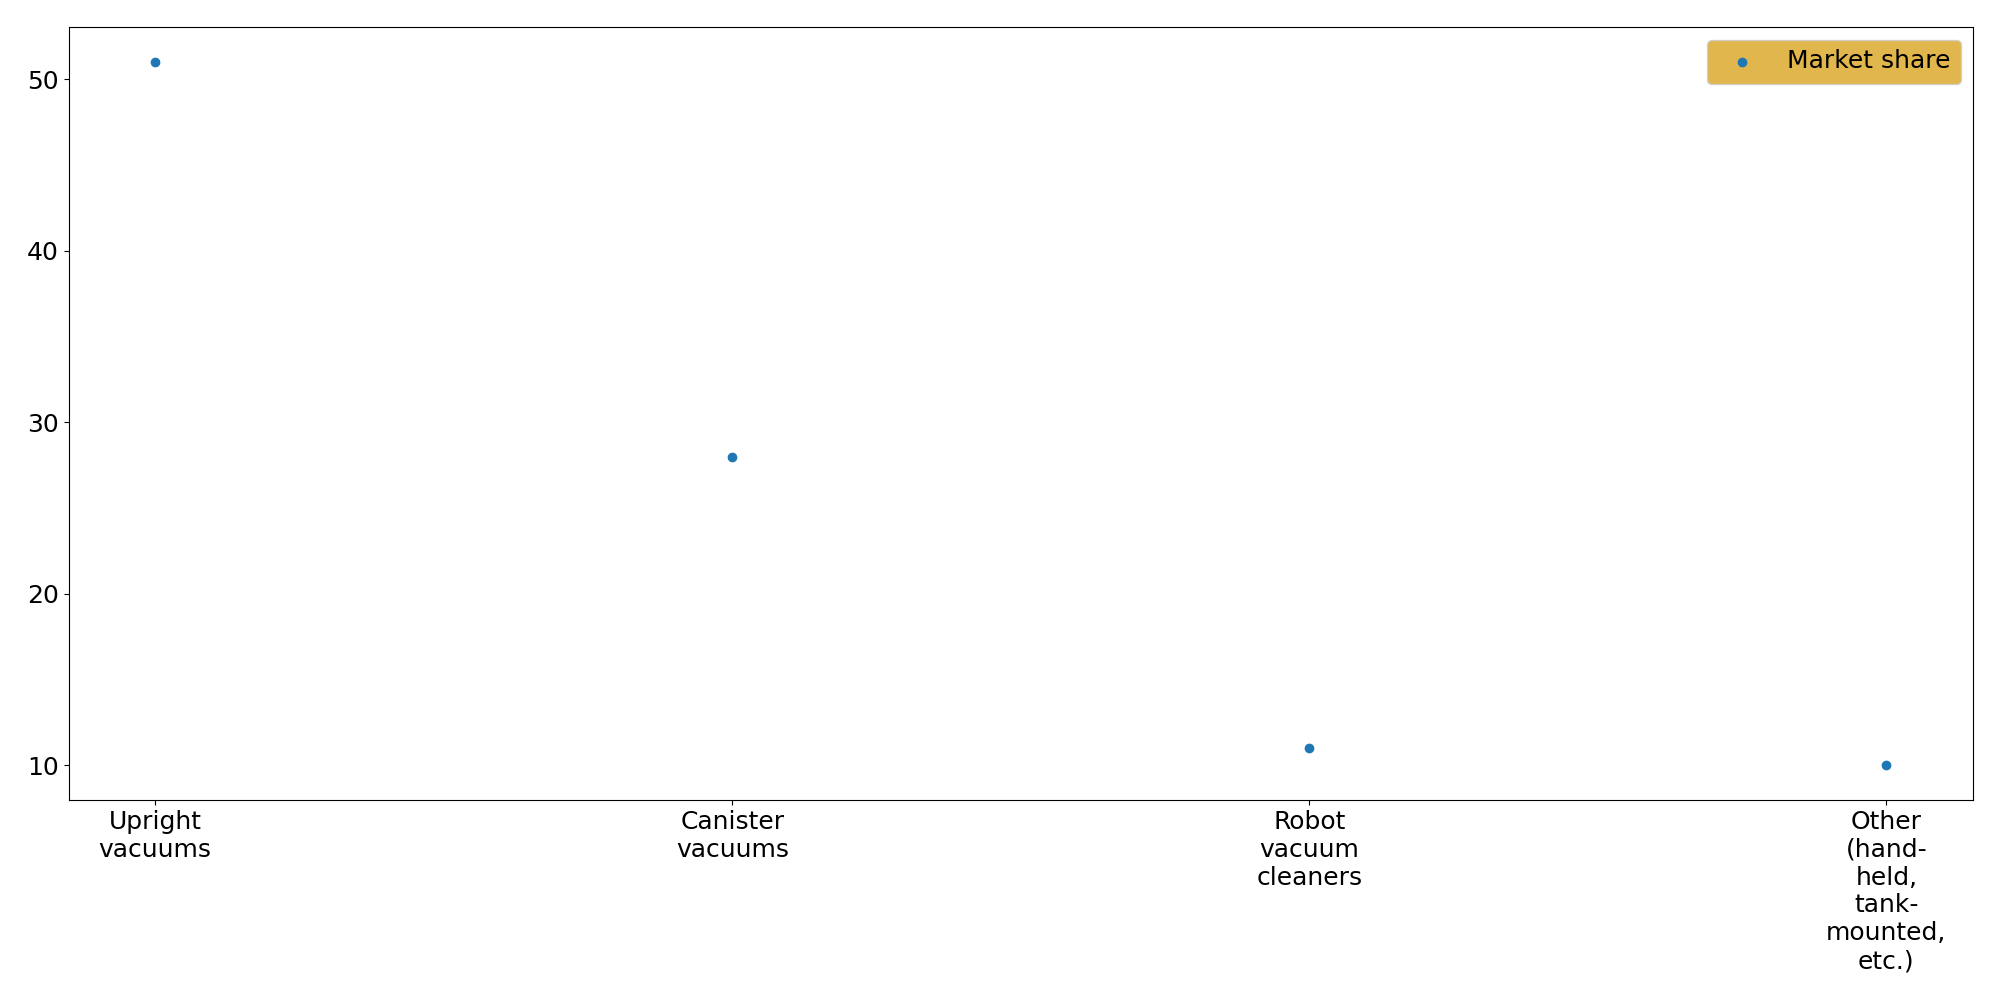 Market share
50
40
30
20
10
Upright
vacuums
Canister
vacuums
Robot
vacuum
cleaners
Other
(hand-
held,
tank-
mounted,
etc.)